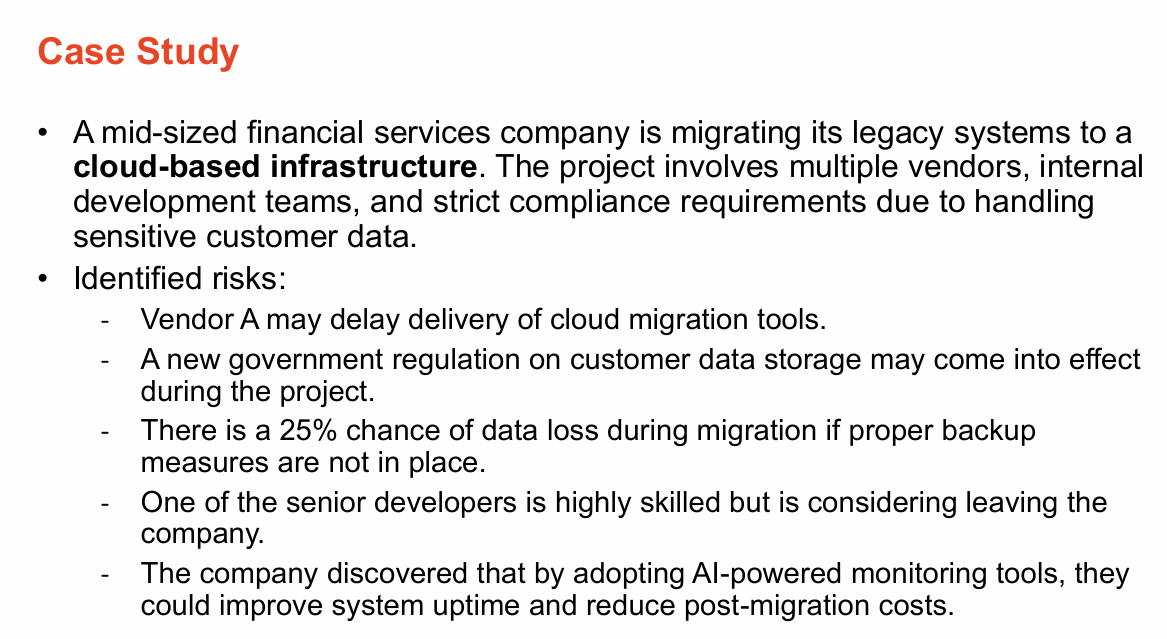 Case Study
• A mid-sized financial services company is migrating its legacy systems to a
cloud-based infrastructure. The project involves multiple vendors, internal
development teams, and strict compliance requirements due to handling
sensitive customer data.
• Identified risks:
- Vendor A may delay delivery of cloud migration tools.
- A new government regulation on customer data storage may come into effect
during the project.
- There is a 25% chance of data loss during migration if proper backup
measures are not in place.
- One of the senior developers is highly skilled but is considering leaving the
company.
- The company discovered that by adopting AI-powered monitoring tools, they
could improve system uptime and reduce post-migration costs.